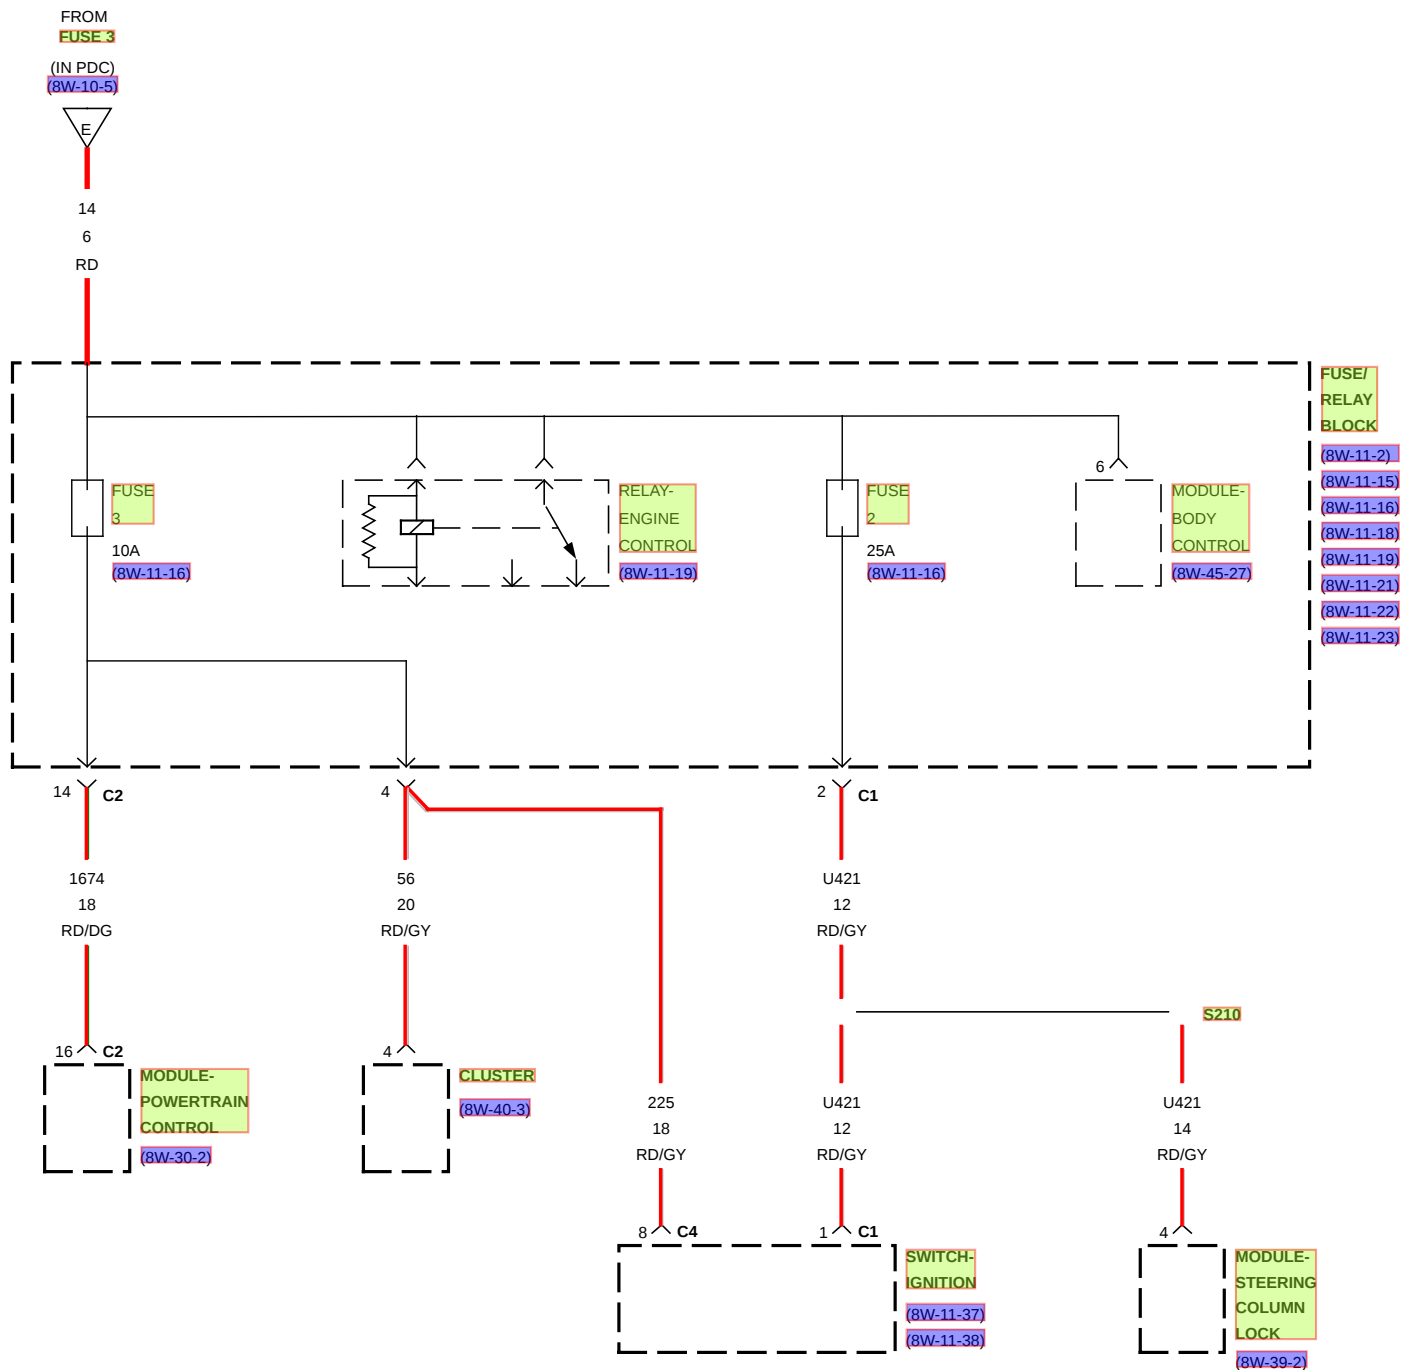 FROM
FUSE 3
(IN PDC)
(8W-10-5)
E
14
6
RD
FUSE/
RELAY
BLOCK
(8W-11-2)
(8W-11-15)
(8W-11-16)
(8W-11-18)
(8W-11-19)
(8W-11-21)
(8W-11-22)
(8W-11-23)
FUSE
3
10A
(8W-11-16)
RELAY-
ENGINE
CONTROL
(8W-11-19)
FUSE
2
25A
(8W-11-16)
6
MODULE-
BODY
CONTROL
(8W-45-27)
14 C2
4
2 C1
1674
18
RD/DG
56
20
RD/GY
U421
12
RD/GY
S210
16 C2
MODULE-
POWERTRAIN
CONTROL
(8W-30-2)
4
CLUSTER
(8W-40-3)
225
18
RD/GY
U421
12
RD/GY
U421
14
RD/GY
8 C4
1 C1
SWITCH-
IGNITION
(8W-11-37)
(8W-11-38)
4
MODULE-
STEERING
COLUMN
LOCK
(8W-39-2)